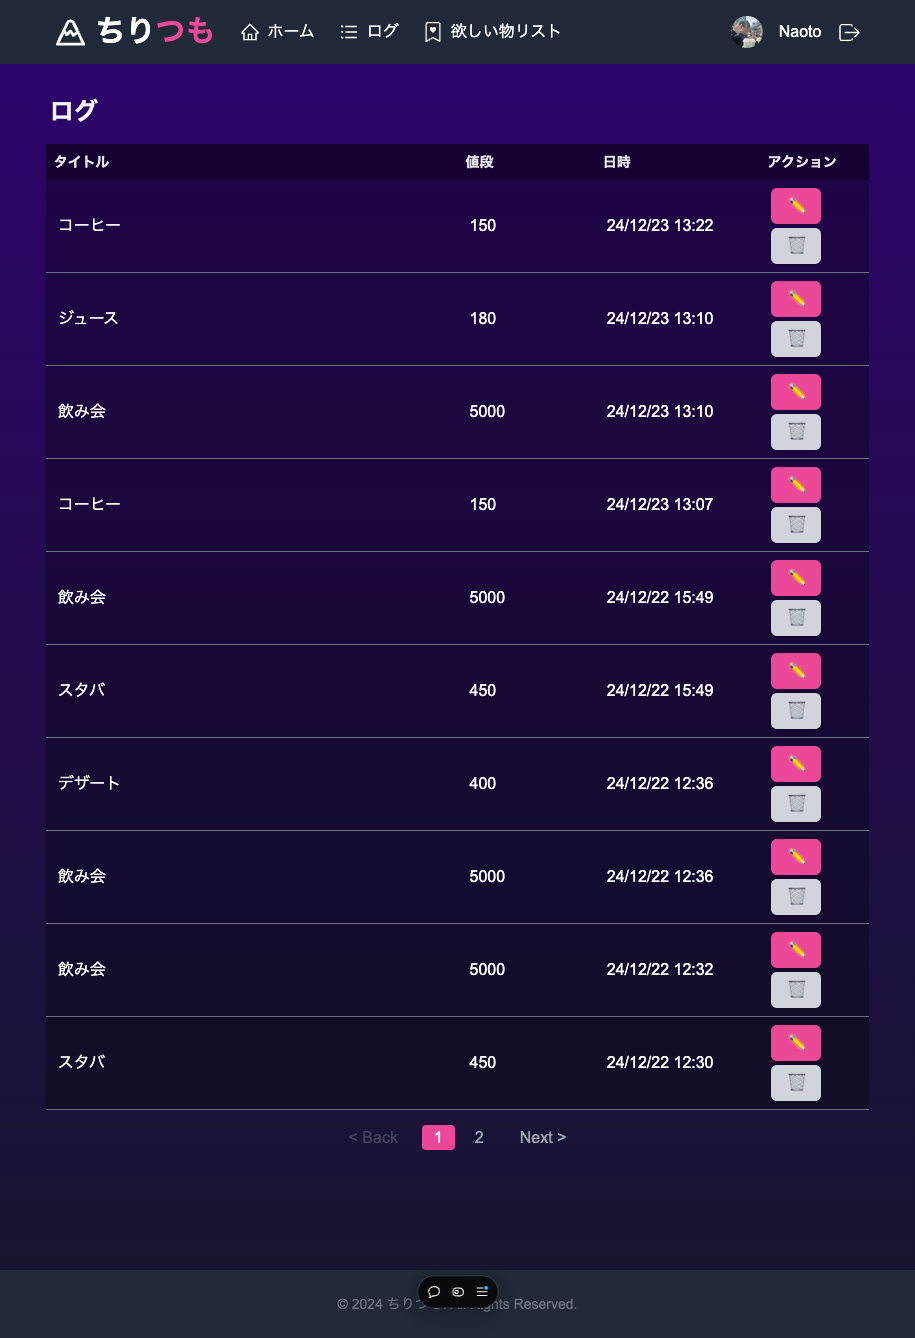 ちりつも ホーム ログ 欲しい物リスト Naoto
ログ
タイトル 値段 日時 アクション
コーヒー 150 24/12/23 13:22
ジュース 180 24/12/23 13:10
飲み会 5000 24/12/23 13:10
コーヒー 150 24/12/23 13:07
飲み会 5000 24/12/22 15:49
スタバ 450 24/12/22 15:49
デザート 400 24/12/22 12:36
飲み会 5000 24/12/22 12:36
飲み会 5000 24/12/22 12:32
スタバ 450 24/12/22 12:30
< Back 1 2 Next >
© 2024 ちりつ Reserved.